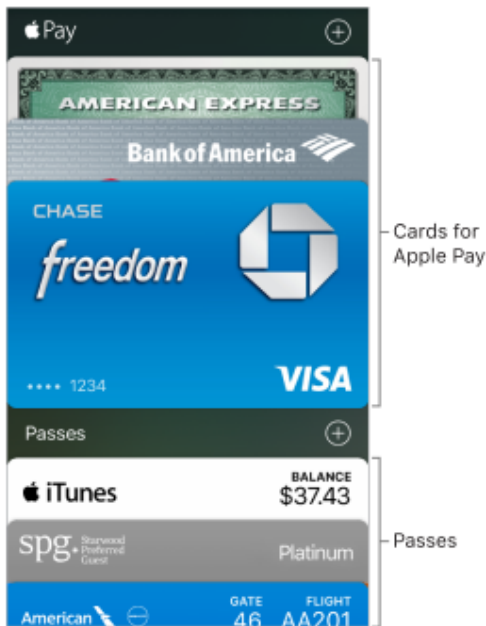 Pay
AMERICAN EXPRESS
Bank of America
CHASE
freedom
•••• 1234
VISA
Cards for
Apple Pay
Passes
iTunes
BALANCE
$37.43
spg.
Starwood
Preferred
Guest
Platinum
Passes
American
GATE
46
FLIGHT
AA201